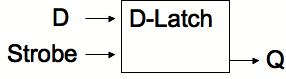 D D-Latch
Strobe
Q